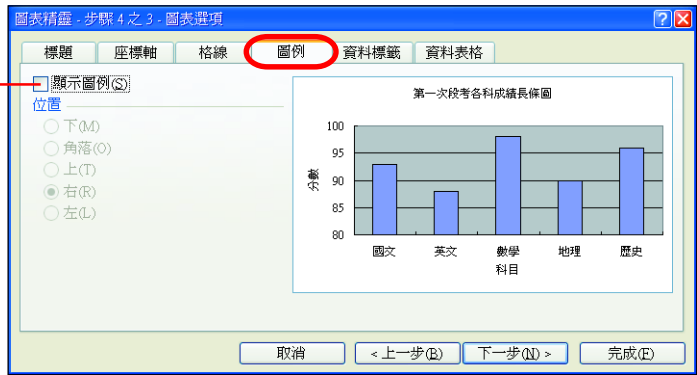 圖表精靈 - 步驟 4 之 3 - 圖表選項
標題 座標軸 格線 圖例 資料標籤 資料表格
顯示圖例(S)
位置
下(M)
角落(O)
上(T)
右(R)
左(L)
第一次段考各科成績長條圖
分數
100
95
90
85
80
國文 英文 數學 地理 歷史
科目
取消 <上一步(B) 下一步(N)> 完成(F)